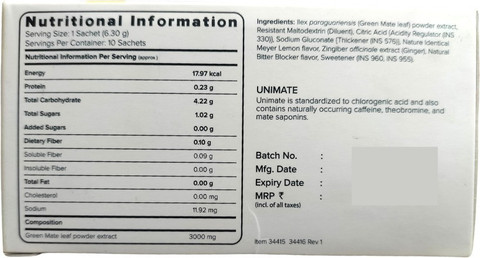 Nutritional Information
Serving Size: 1 Sachet (6.30 g)
Servings Per Container: 10 Sachets
Nutritional Information Per Serving (approx.)
Energy 17.97 kcal
Protein 0.23 g
Total Carbohydrate 4.22 g
Total Sugars 1.02 g
Added Sugars 0.00 g
Dietary Fiber 0.10 g
Soluble Fiber 0.09 g
Insoluble Fiber 0.00 g
Total Fat 0.00 g
Cholesterol 0.00 mg
Sodium 11.92 mg
Composition
Green Mate leaf powder extract 3000 mg
Ingredients: Ilex paraguariensis (Green Mate leaf) powder extract,
Resistant Maltodextrin (Diluent), Citric Acid (Acidity Regulator (INS
330)), Sodium Gluconate (Thickener (INS 576)), Nature Identical
Meyer Lemon flavor, Zingiber officinale extract (Ginger), Natural
Bitter Blocker flavor, Sweetener (INS 960, INS 955).
UNIMATE
Unimate is standardized to chlorogenic acid and also
contains naturally occurring caffeine, theobromine, and
mate saponins.
Batch No. :
Mfg. Date :
Expiry Date :
MRP ₹ :
(incl. of all taxes)
Item 34415 34416 Rev 1